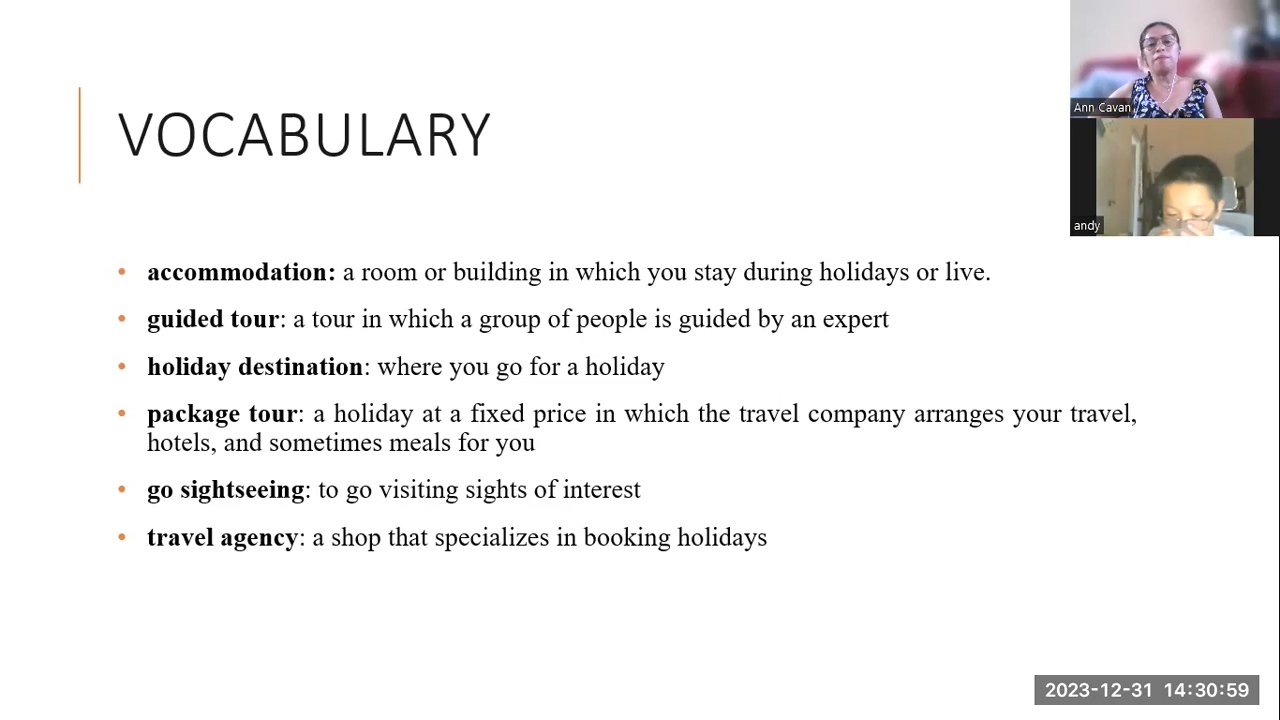 VOCABULARY
• accommodation: a room or building in which you stay during holidays or live.
• guided tour: a tour in which a group of people is guided by an expert
• holiday destination: where you go for a holiday
• package tour: a holiday at a fixed price in which the travel company arranges your travel,
hotels, and sometimes meals for you
• go sightseeing: to go visiting sights of interest
• travel agency: a shop that specializes in booking holidays
Ann Cavan
andy
2023-12-31 14:30:59